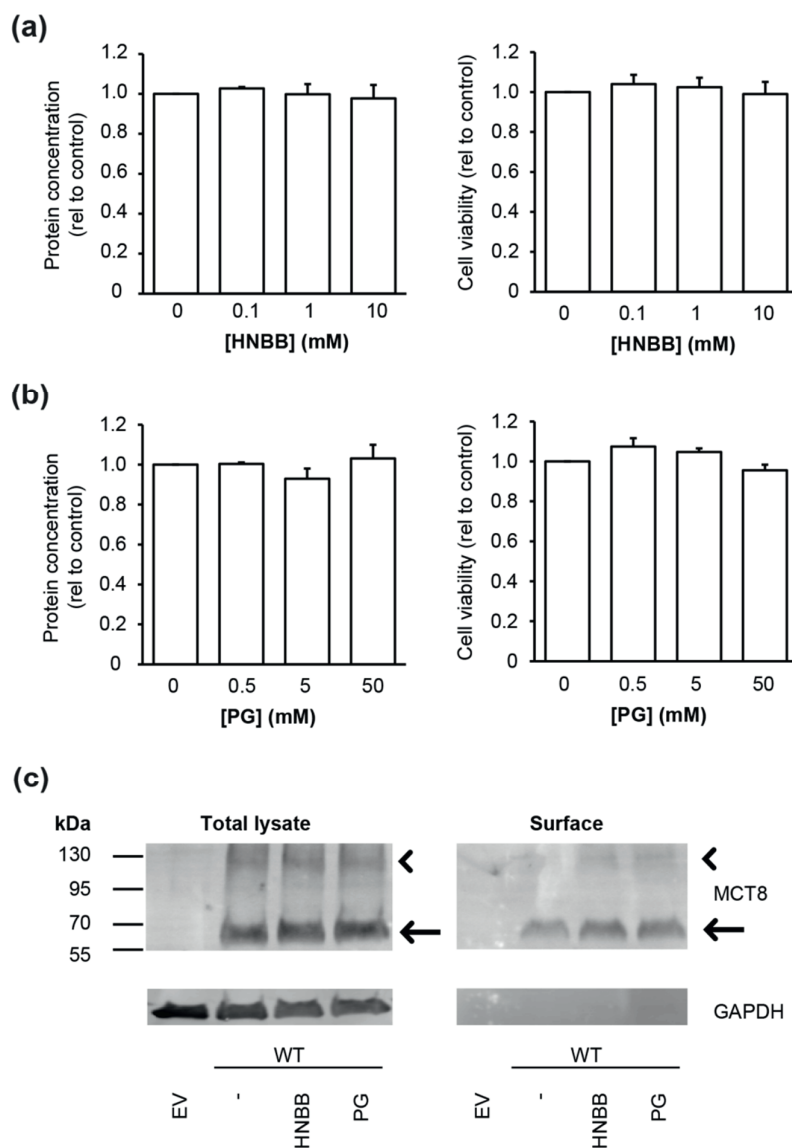 (a)
Protein concentration
(rel to control)
1.2
1.0
0.8
0.6
0.4
0.2
0
0 0.1 1 10
[HNBB] (mM)
Cell viability (rel to control)
1.2
1.0
0.8
0.6
0.4
0.2
0
0 0.1 1 10
[HNBB] (mM)
(b)
Protein concentration
(rel to control)
1.2
1.0
0.8
0.6
0.4
0.2
0
0 0.5 5 50
[PG] (mM)
Cell viability (rel to control)
1.2
1.0
0.8
0.6
0.4
0.2
0
0 0.5 5 50
[PG] (mM)
(c)
kDa Total lysate Surface
130
95
70
55
MCT8
GAPDH
WT WT
EV - HNBB PG EV - HNBB PG